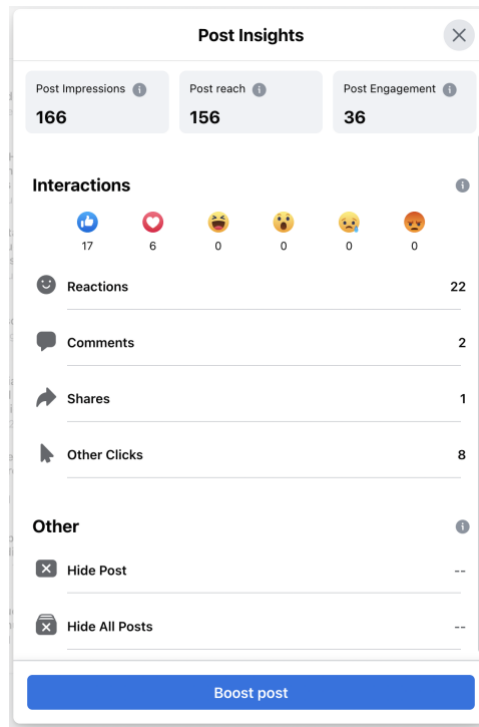 Post Insights
Post Impressions
Post reach
Post Engagement
166
156
36
Interactions
17
6
0
0
0
0
Reactions
22
Comments
2
Shares
1
Other Clicks
8
Other
Hide Post
--
Hide All Posts
--
Boost post